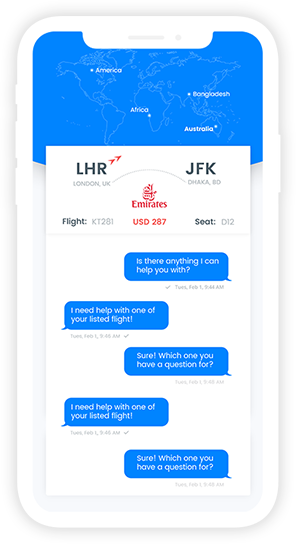 America
Bangladesh
Africa
Australia
LHR JFK
LONDON, UK DHAKA, BD
Emirates
Flight: KT281 USD 287 Seat: D12
Is there anything I can
help you with?
Tues, Feb 1, 9:44 AM
I need help with one of
your listed flight!
Tues, Feb 1, 9:46 AM
Sure! Which one you
have a question for?
Tues, Feb 1, 9:46 AM
I need help with one of
your listed flight!
Tues, Feb 1, 9:46 AM
Sure! Which one you
have a question for?
Tues, Feb 1, 9:46 AM